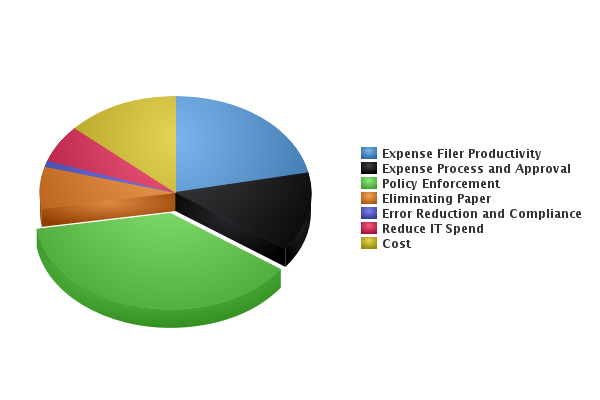 Expense Filer Productivity
Expense Process and Approval
Policy Enforcement
Eliminating Paper
Error Reduction and Compliance
Reduce IT Spend
Cost